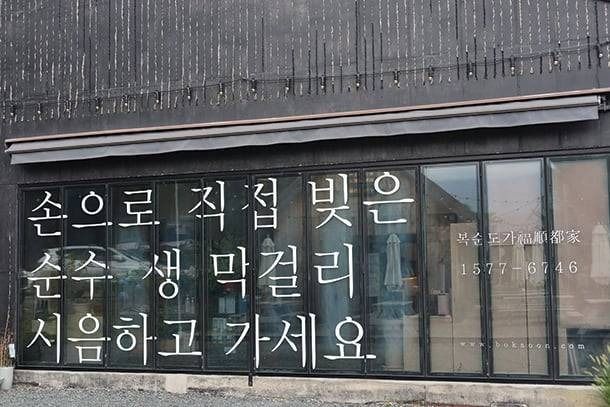 손으로 직접 빚은
순수 생 막걸리
시음하고 가세요
복순도가福順都家
1577-6746
www.boksoon.com